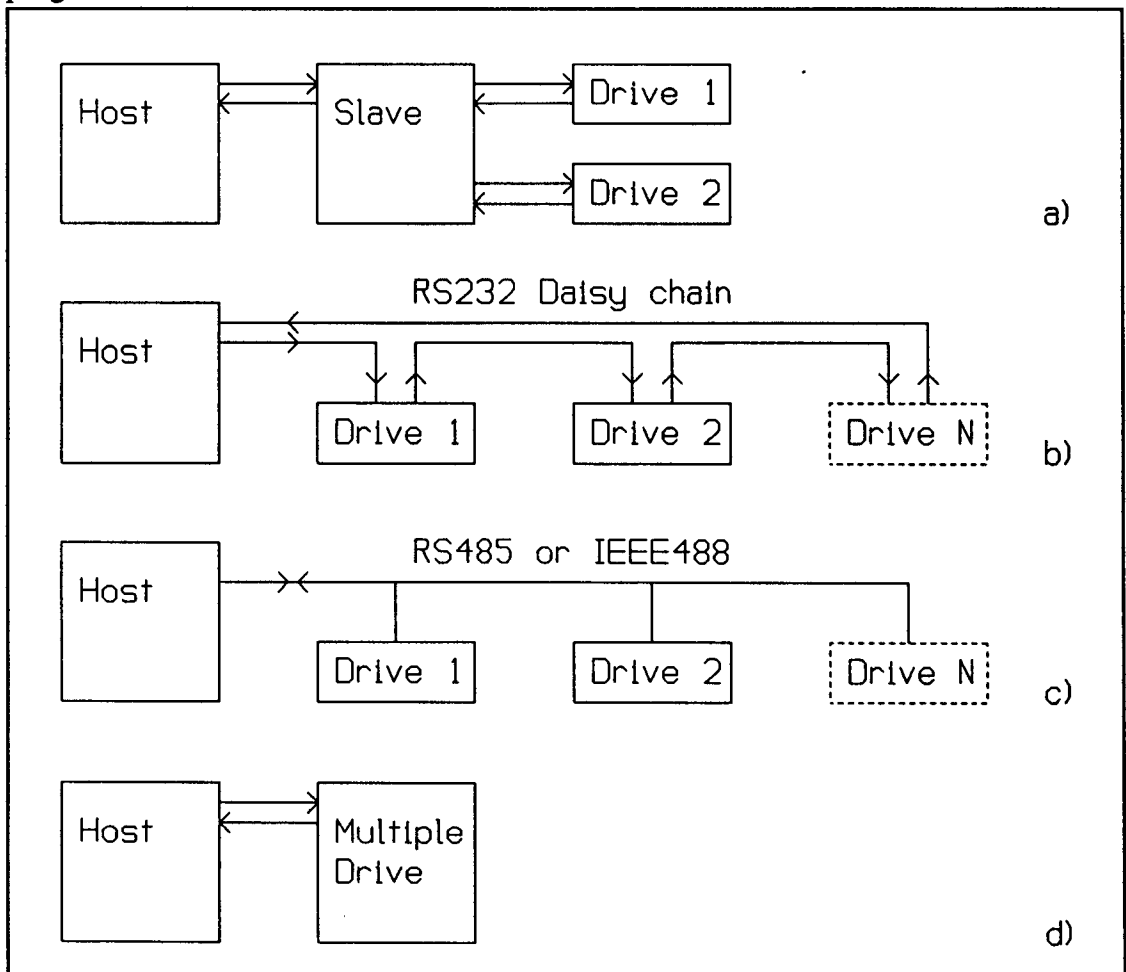 Host
Slave
Drive 1
Drive 2
a)
RS232 Daisy chain
Host
Drive 1
Drive 2
Drive N
b)
RS485 or IEEE488
Host
Drive 1
Drive 2
Drive N
c)
Host
Multiple
Drive
d)